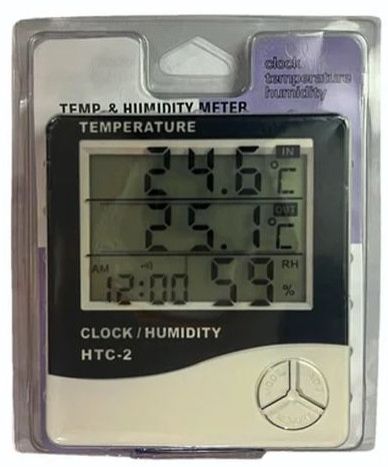 clock
temperature
humidity
TEMP & HUMIDITY METER
TEMPERATURE
IN
24.6°C
OUT
25.1°C
AM
RH
12:00 59 %
CLOCK / HUMIDITY
HTC-2